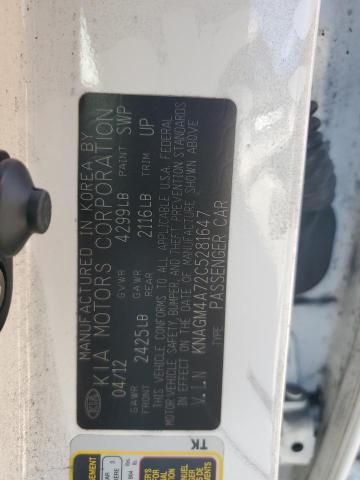 MANUFACTURED IN KOREA BY
KIA MOTORS CORPORATION
04/12 GVWR 4299LB PAINT SWP
GAWR FRONT 2425LB GAWR REAR 2116LB TRIM UP
THIS VEHICLE CONFORMS TO ALL APPLICABLE U.S.A. FEDERAL
MOTOR VEHICLE SAFETY, BUMPER, AND THEFT PREVENTION STANDARDS
IN EFFECT ON THE DATE OF MANUFACTURE SHOWN ABOVE
V.I.N KNAGM4A72C5281647
TYPE: PASSENGER CAR
KIA
TK